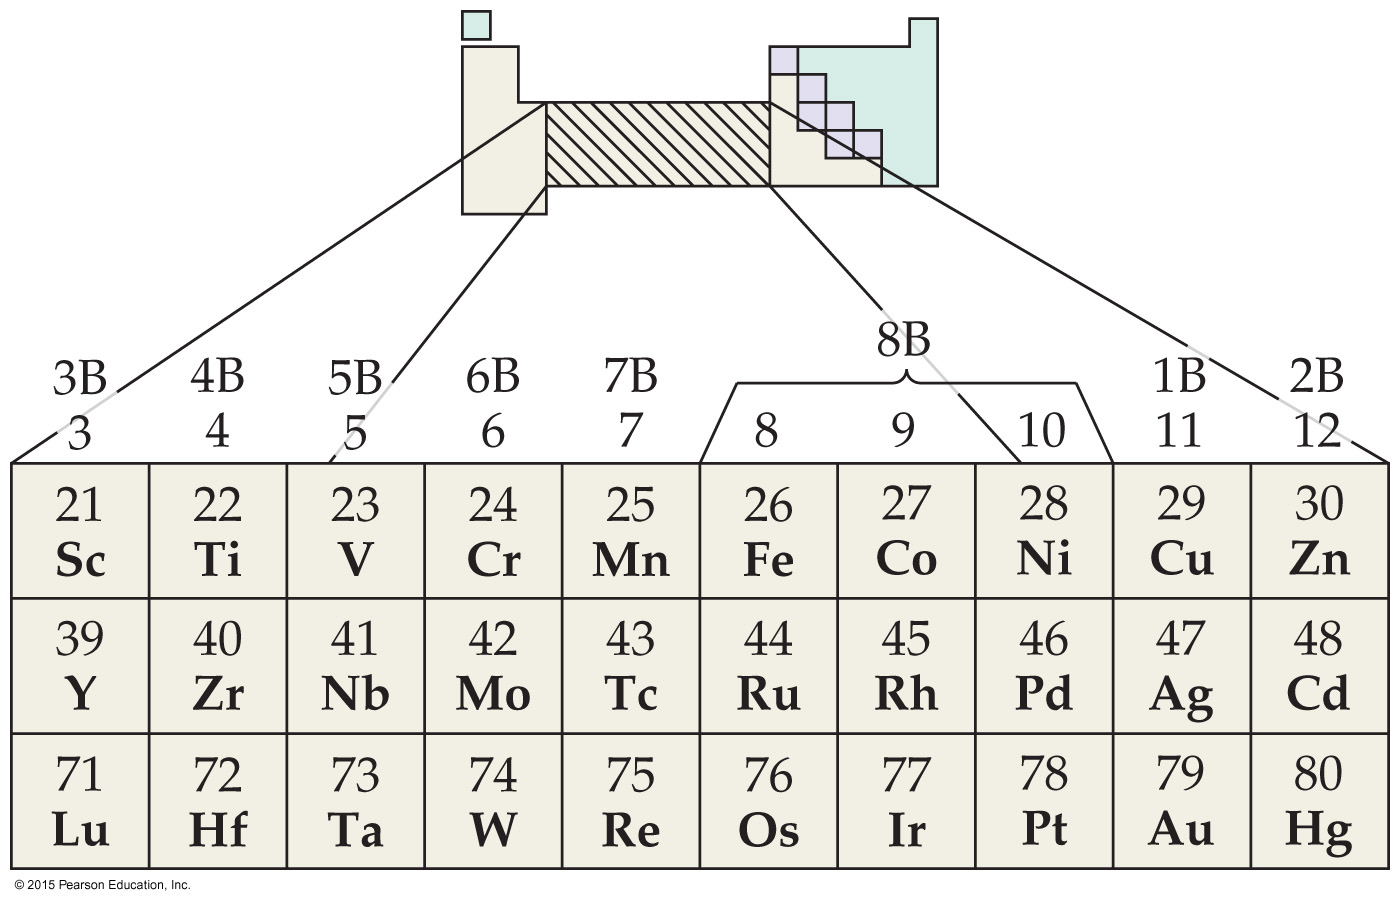 8B
3B 4B 5B 6B 7B 1B 2B
3 4 5 6 7 8 9 10 11 12
21 22 23 24 25 26 27 28 29 30
Sc Ti V Cr Mn Fe Co Ni Cu Zn
39 40 41 42 43 44 45 46 47 48
Y Zr Nb Mo Tc Ru Rh Pd Ag Cd
71 72 73 74 75 76 77 78 79 80
Lu Hf Ta W Re Os Ir Pt Au Hg
© 2015 Pearson Education, Inc.